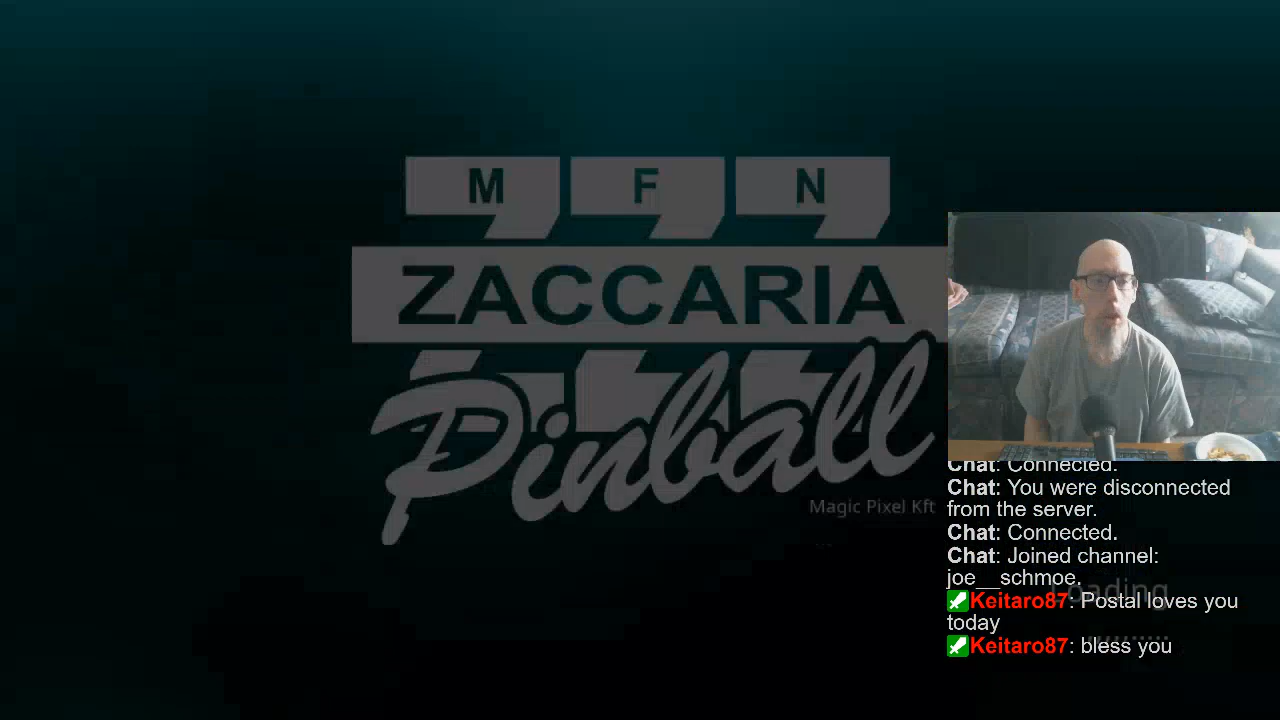 M F N
ZACCARIA
Pinball
Magic Pixel Kft
Loading
Chat: Connected.
Chat: You were disconnected
from the server.
Chat: Connected.
Chat: Joined channel:
joe__schmoe.
Keitaro87: Postal loves you
today
Keitaro87: bless you